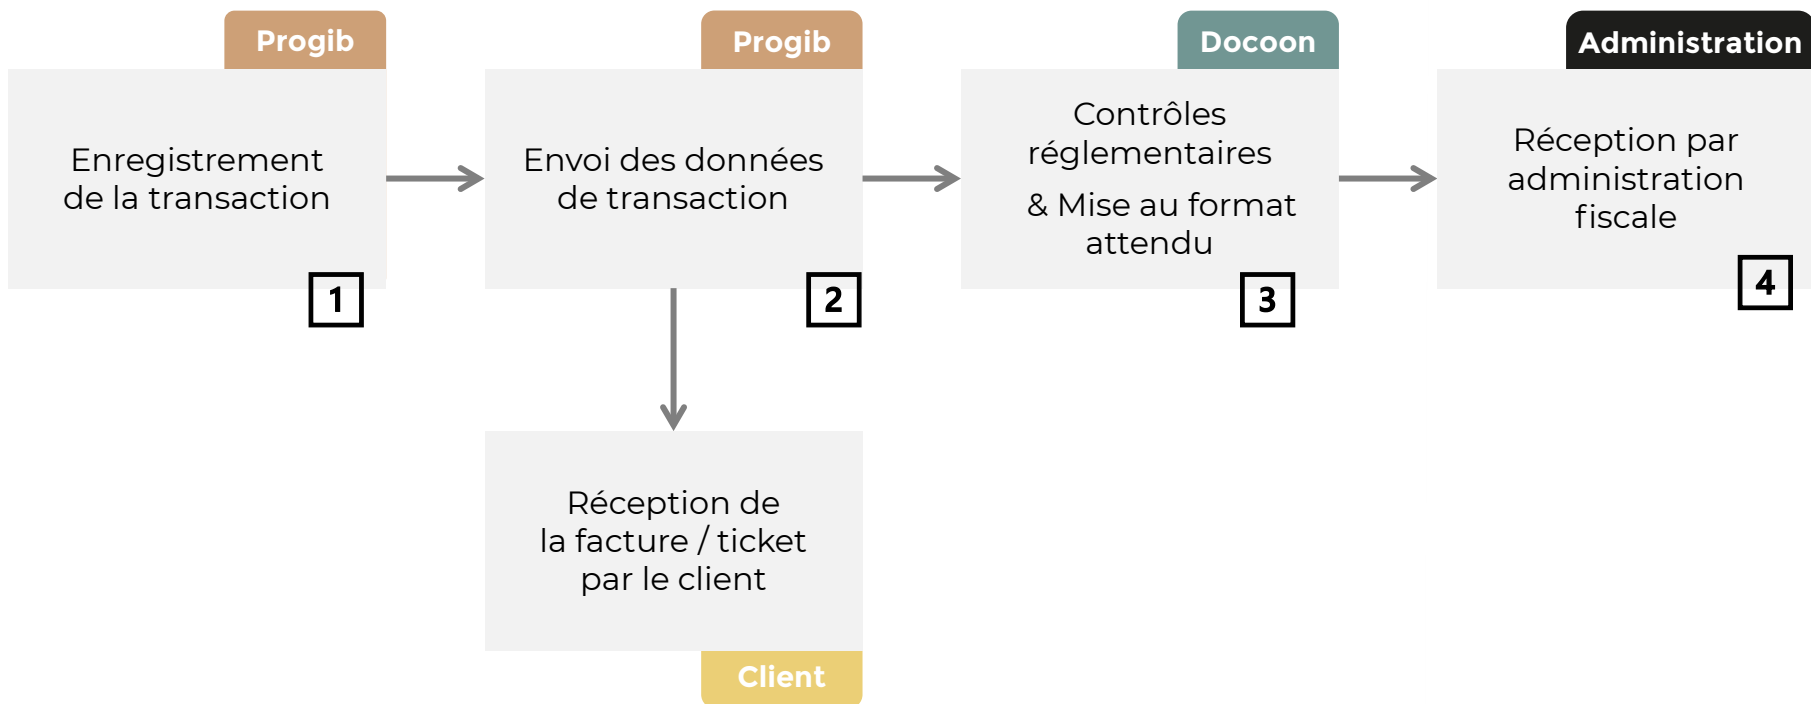 Progib
Enregistrement
de la transaction
1
Progib
Envoi des données
de transaction
2
Docoon
Contrôles
réglementaires
& Mise au format
attendu
3
Administration
Réception par
administration
fiscale
4
Réception de
la facture / ticket
par le client
Client